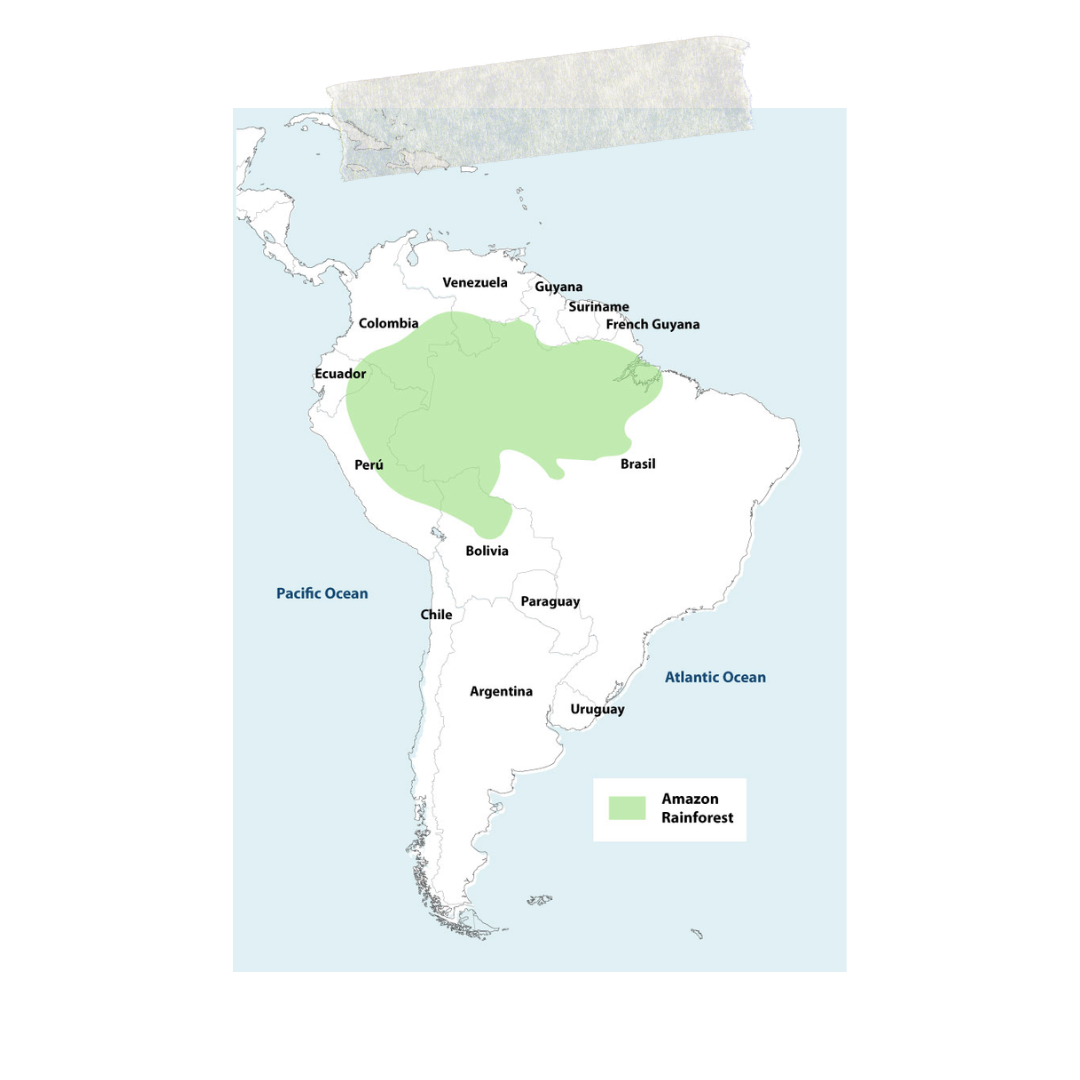 Venezuela
Guyana
Suriname
Colombia
French Guyana
Ecuador
Perú
Brasil
Bolivia
Pacific Ocean
Paraguay
Chile
Atlantic Ocean
Argentina
Uruguay
Amazon
Rainforest